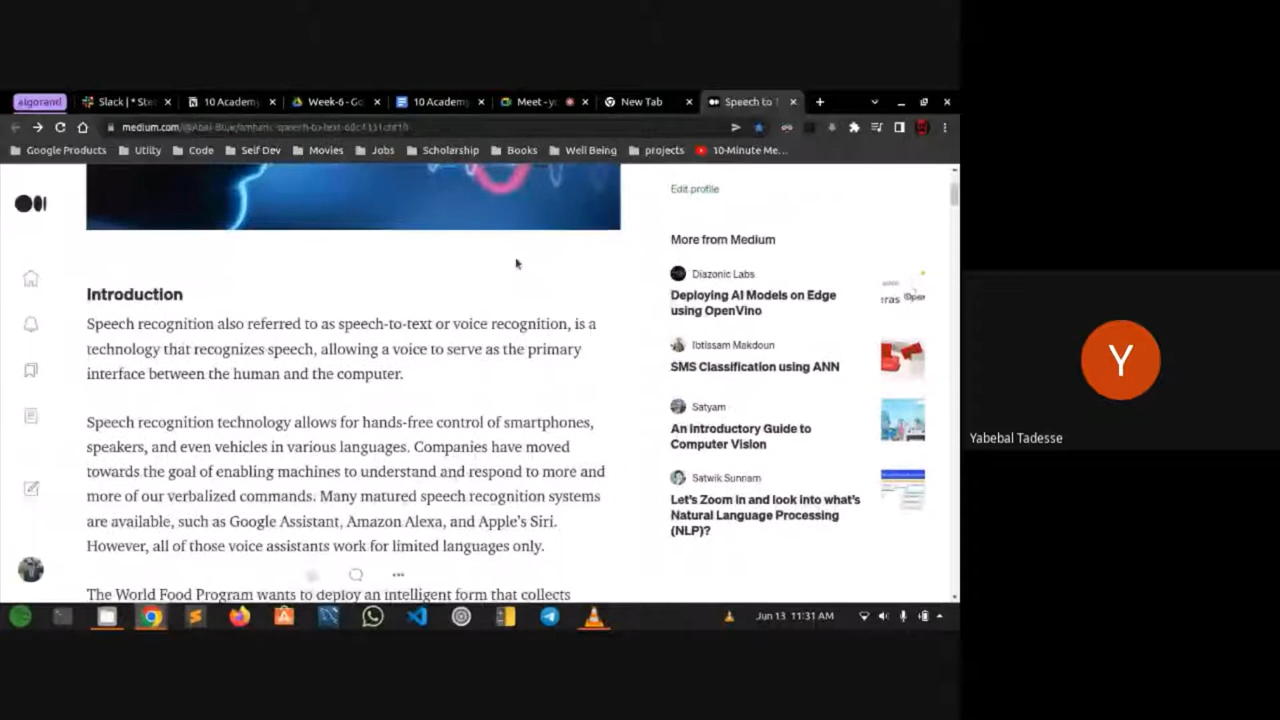 algorand
Slack | * Ste
10 Academy
Week-6 - Go
10 Academy
Meet - y
New Tab
Speech to T
Google Products
Utilty
Code
Self Dev
Movies
Jobs
Scholarship
Books
Well Being
projects
10-Minute Me...
Edit profile
More from Medium
Diazonic Labs
Deploying AI Models on Edge
using OpenVino
Ibtissam Makdoun
SMS Classification using ANN
Satyam
An Introductory Guide to
Computer Vision
Satwik Sunnam
Let's Zoom in and look into what's
Natural Language Processing
(NLP)?
Introduction
Speech recognition also referred to as speech-to-text or voice recognition, is a
technology that recognizes speech, allowing a voice to serve as the primary
interface between the human and the computer.
Speech recognition technology allows for hands-free control of smartphones,
speakers, and even vehicles in various languages. Companies have moved
towards the goal of enabling machines to understand and respond to more and
more of our verbalized commands. Many matured speech recognition systems
are available, such as Google Assistant, Amazon Alexa, and Apple's Siri.
However, all of those voice assistants work for limited languages only.
The World Food Program wants to deploy an intelligent form that collects
Jun 13 11:31 AM
Y
Yabebal Tadesse